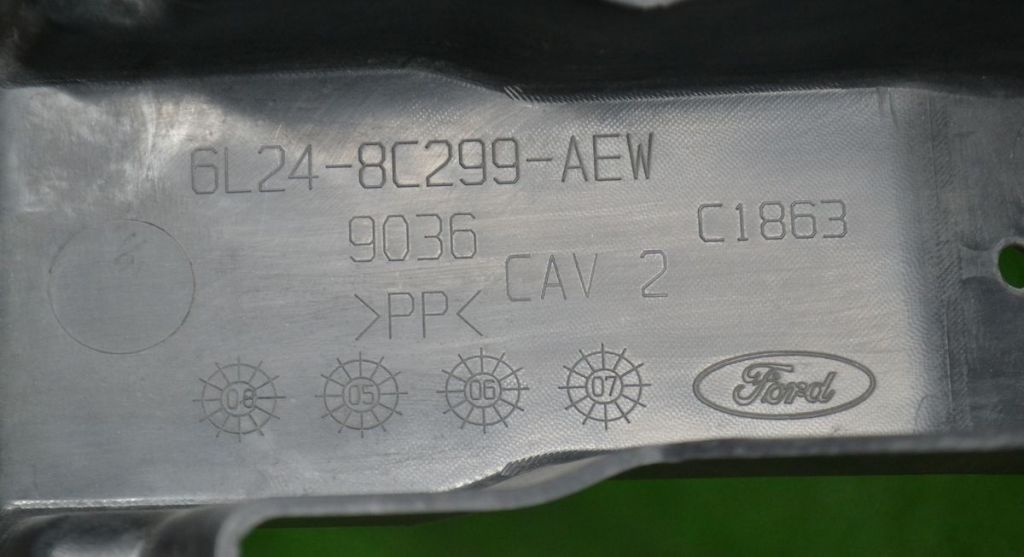 6L24-8C299-AEW
9036
C1863
CAV 2
>PP<
08 05 06 07
Ford